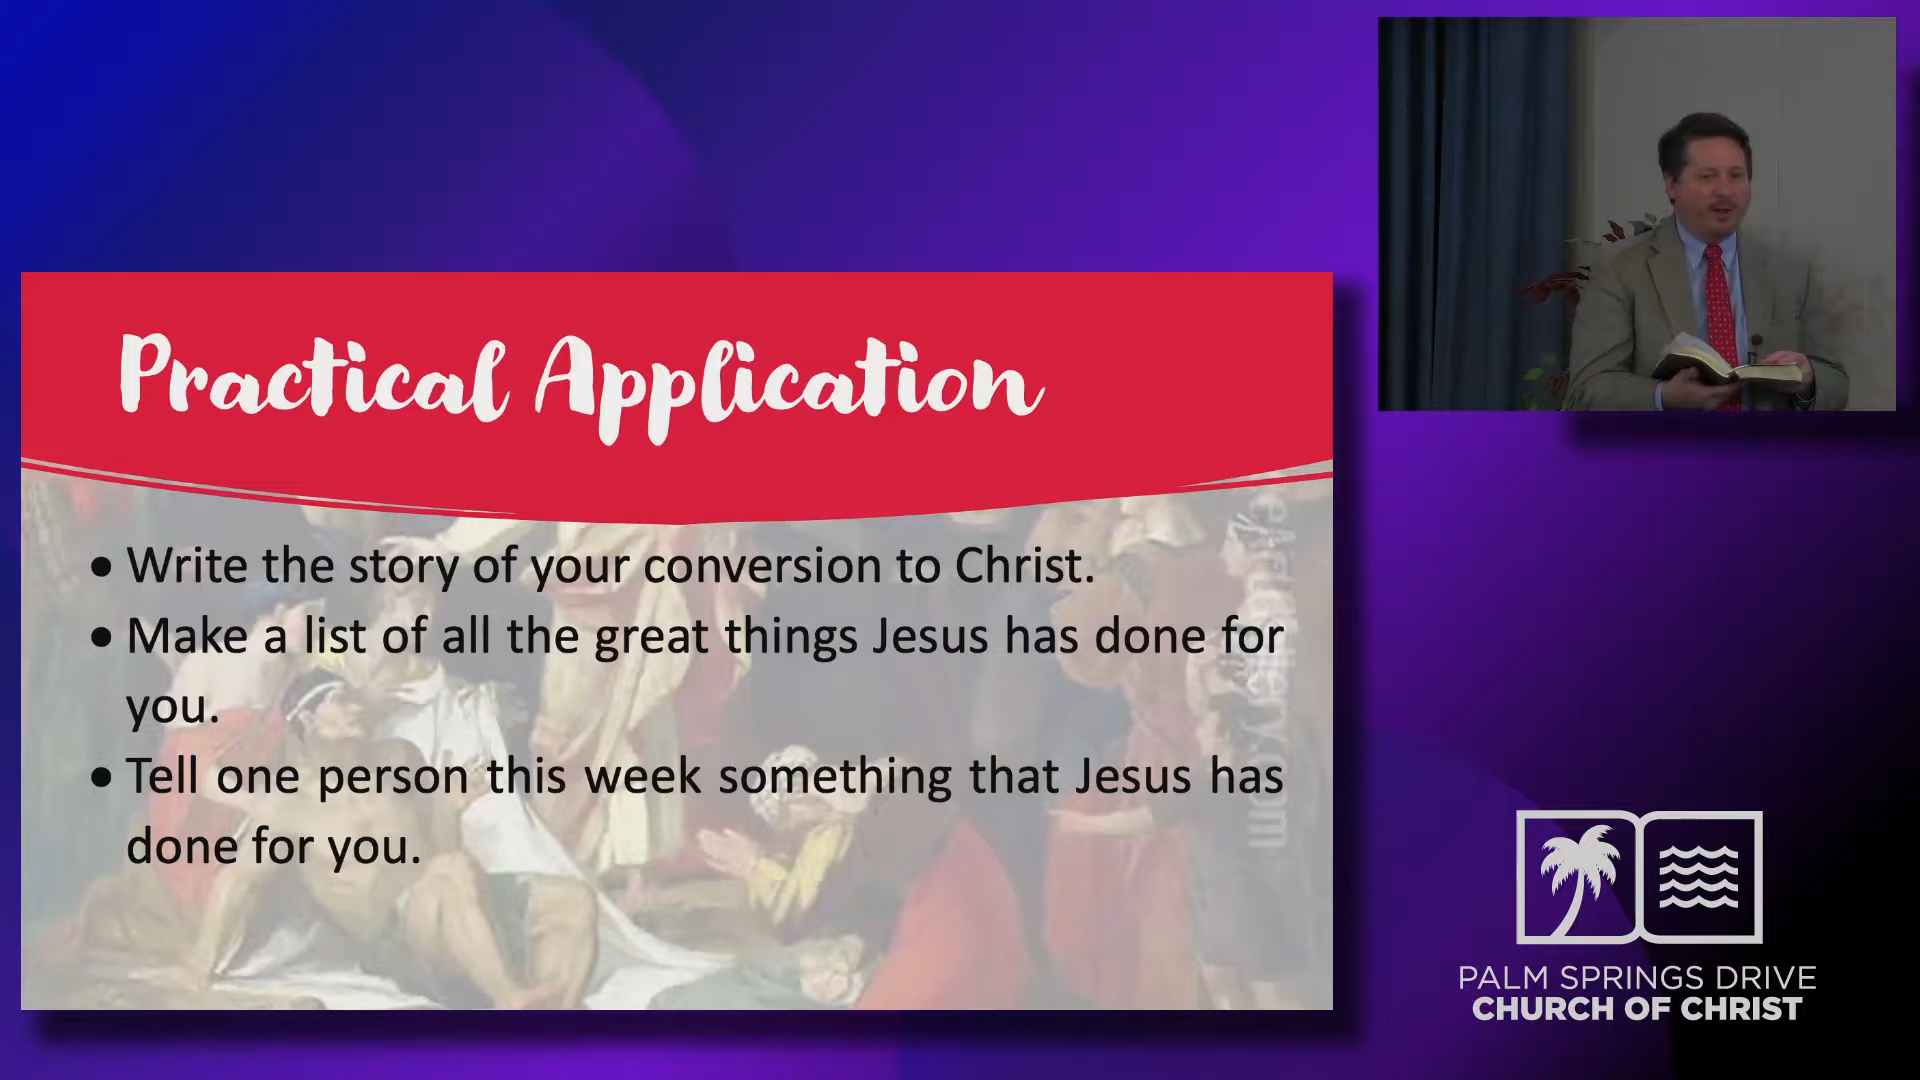 Practical Application
• Write the story of your conversion to Christ.
• Make a list of all the great things Jesus has done for
you.
• Tell one person this week something that Jesus has
done for you.
PALM SPRINGS DRIVE
CHURCH OF CHRIST